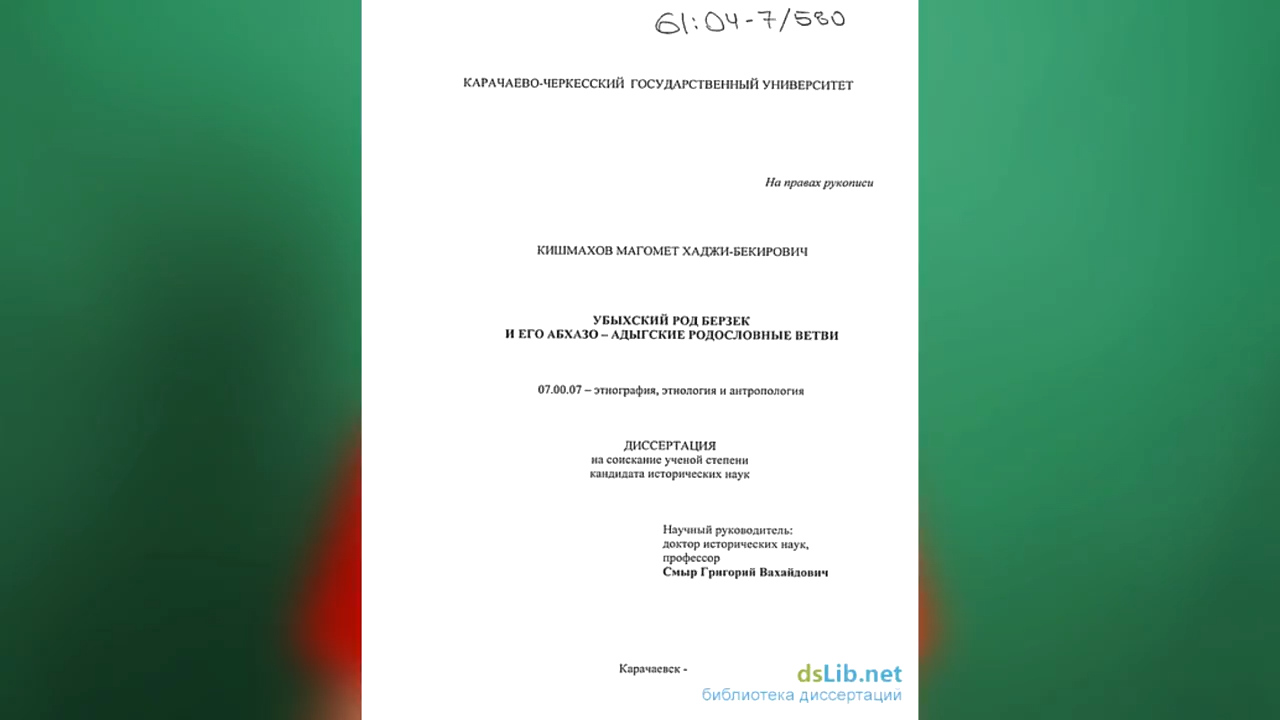 61:04-7/580
КАРАЧАЕВО-ЧЕРКЕССКИЙ ГОСУДАРСТВЕННЫЙ УНИВЕРСИТЕТ
На правах рукописи
КИШМАХОВ МАГОМЕТ ХАДЖИ-БЕКИРОВИЧ
УБЫХСКИЙ РОД БЕРЗЕК
И ЕГО АБХАЗО – АДЫГСКИЕ РОДОСЛОВНЫЕ ВЕТВИ
07.00.07 – этнография, этнология и антропология
ДИССЕРТАЦИЯ
на соискание ученой степени
кандидата исторических наук
Научный руководитель:
доктор исторических наук,
профессор
Смыр Григорий Вахайдович
Карачаевск -
dsLib.net
библиотека диссертаций